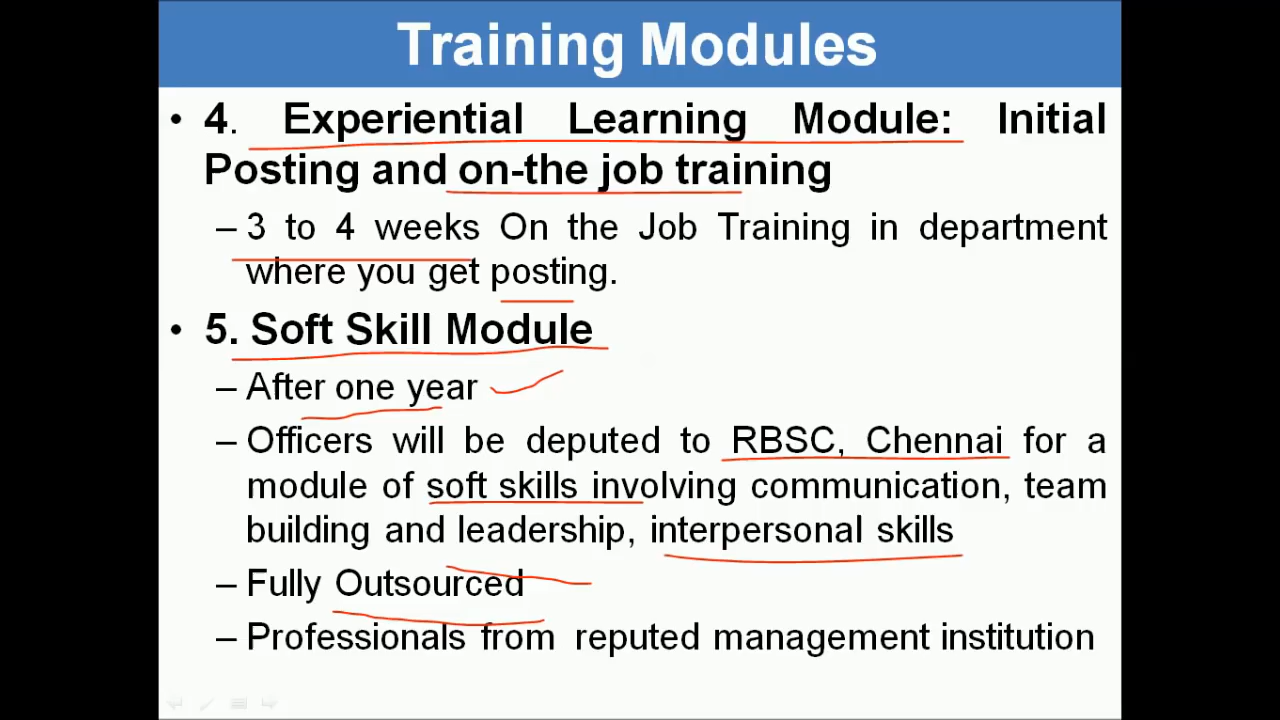 Training Modules
• 4. Experiential Learning Module: Initial
Posting and on-the job training
– 3 to 4 weeks On the Job Training in department
where you get posting.
• 5. Soft Skill Module
– After one year
– Officers will be deputed to RBSC, Chennai for a
module of soft skills involving communication, team
building and leadership, interpersonal skills
– Fully Outsourced
– Professionals from reputed management institution